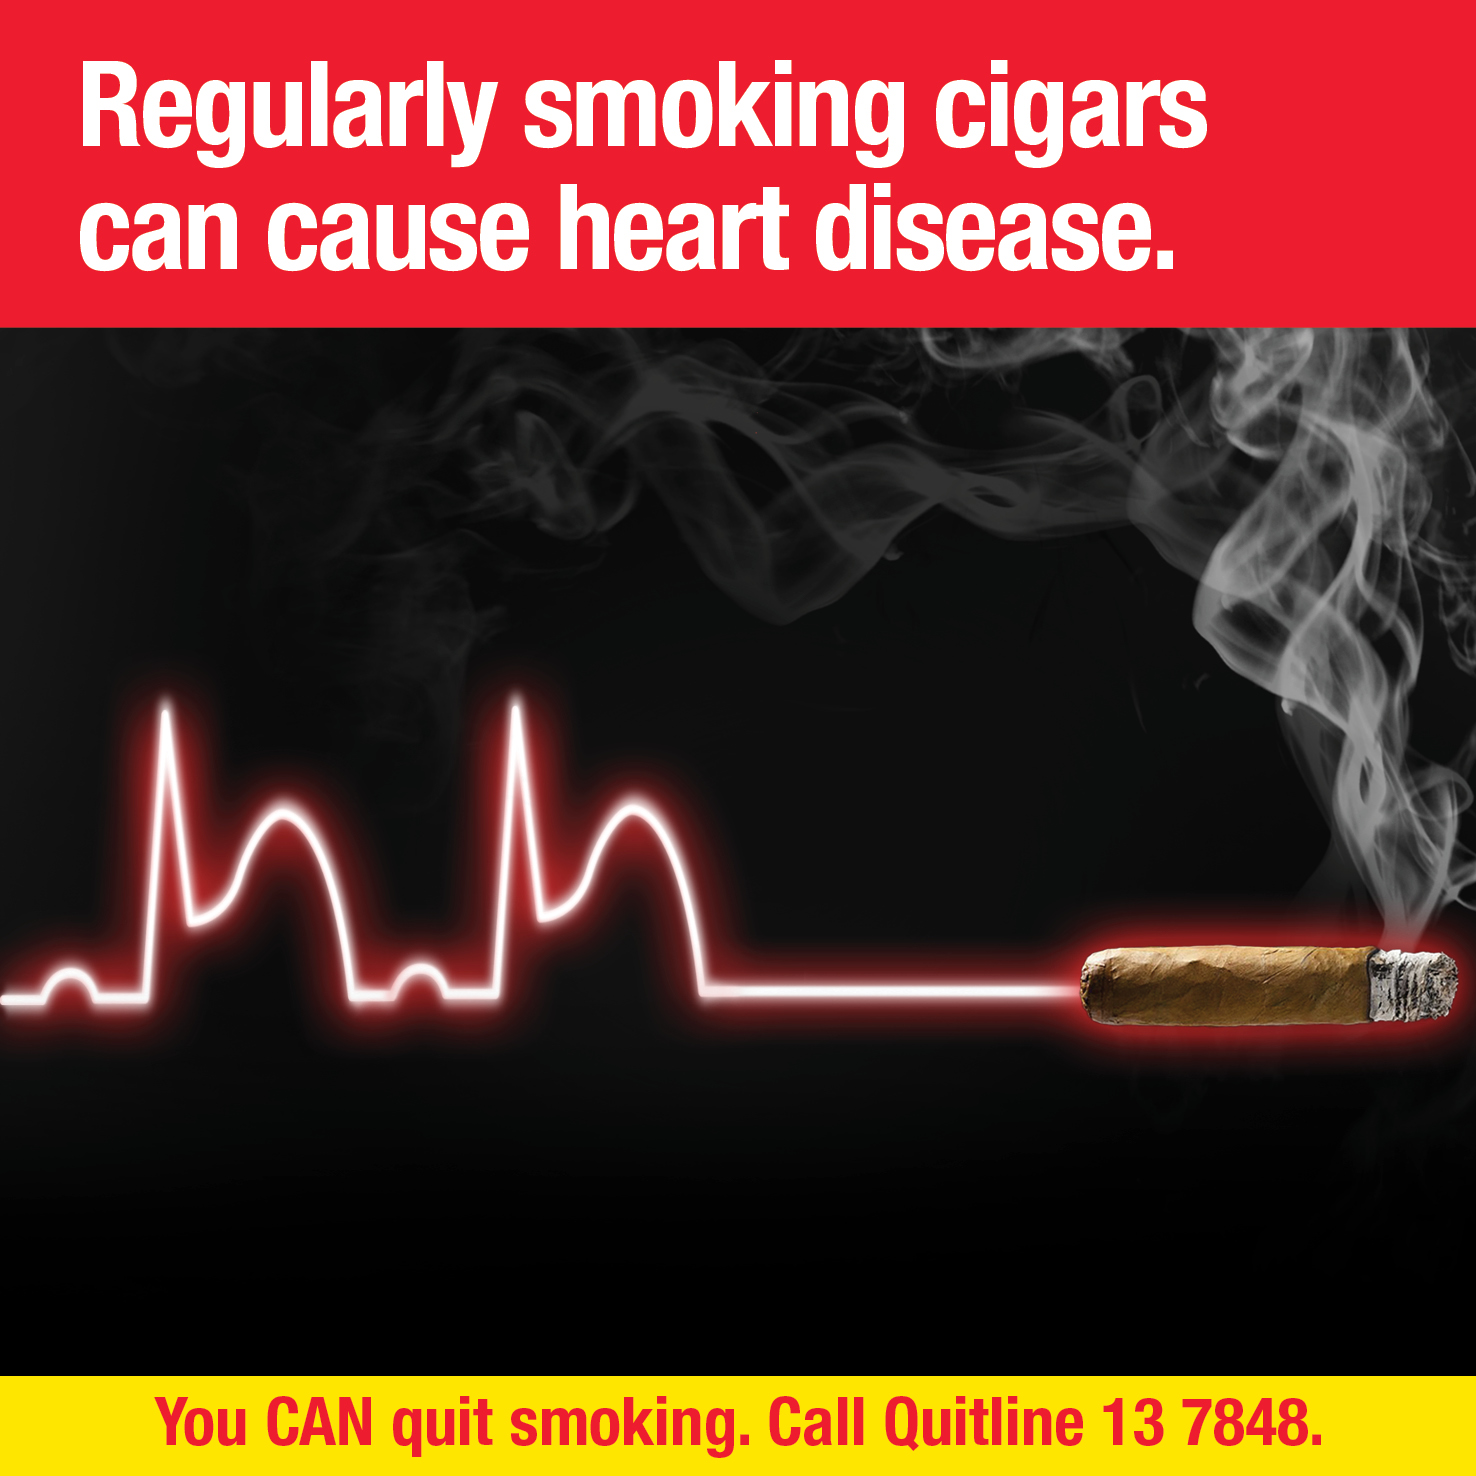 Regularly smoking cigars
can cause heart disease.
You CAN quit smoking. Call Quitline 13 7848.